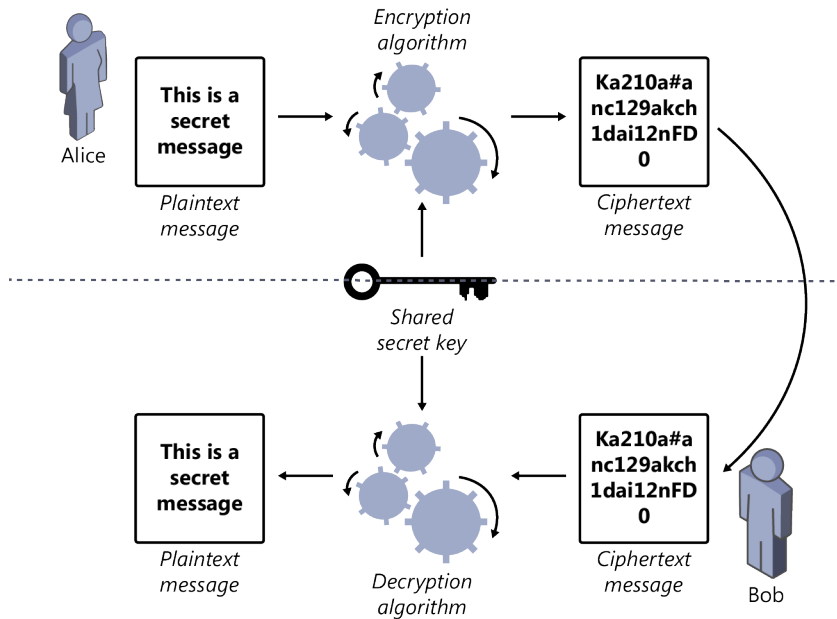 Encryption
algorithm
Alice
This is a
secret
message
Plaintext
message
Ka210a#a
nc129akch
1dai12nFD
0
Ciphertext
message
Shared
secret key
This is a
secret
message
Plaintext
message
Decryption
algorithm
Ka210a#a
nc129akch
1dai12nFD
0
Ciphertext
message
Bob